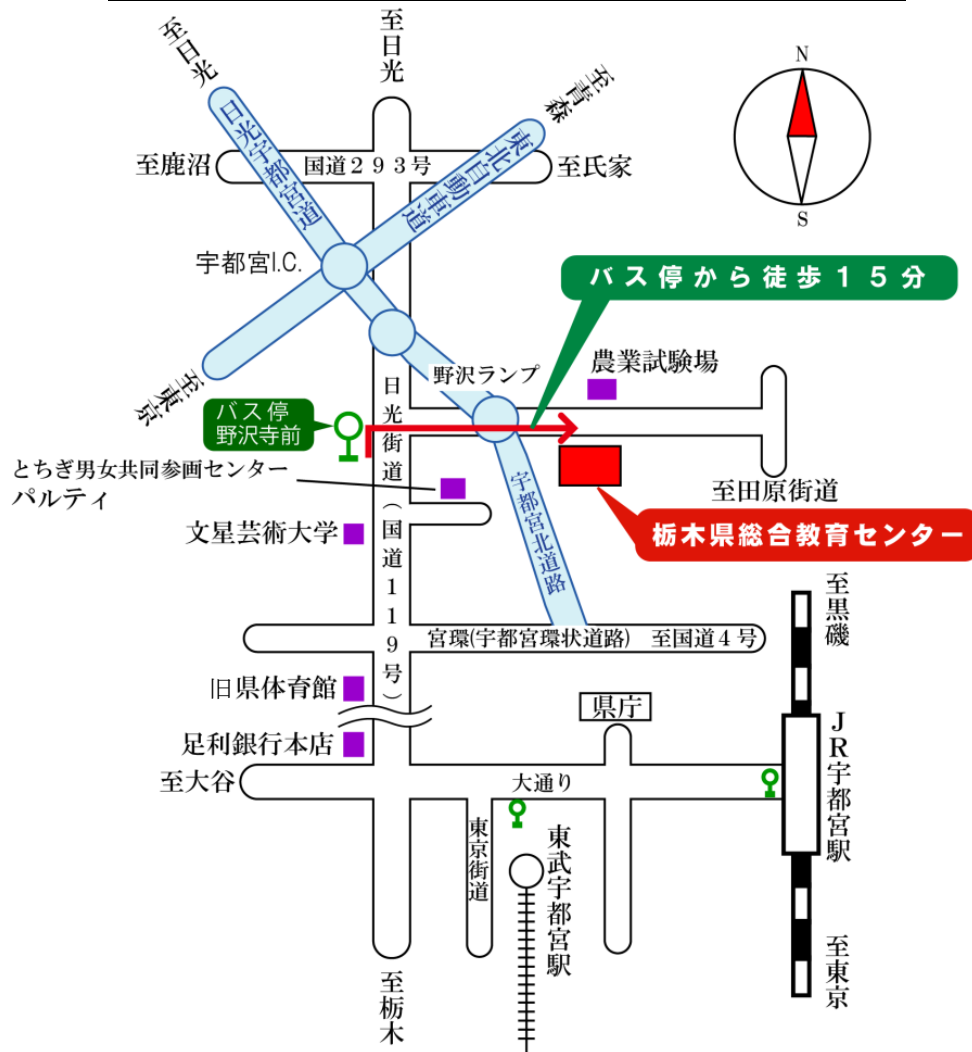 至日光
至日光
至青森
N
S
日光宇都宮道
東北自動車道
至鹿沼
国道２９３号
至氏家
宇都宮I.C.
バス停から徒歩１５分
至東京
野沢ランプ
農業試験場
バス停
野沢寺前
日光街道（国道119号）
とちぎ男女共同参画センター
パルティ
至田原街道
文星芸術大学
宇都宮北道路
栃木県総合教育センター
至黒磯
宮環(宇都宮環状道路)
至国道４号
旧県体育館
県庁
足利銀行本店
JR宇都宮駅
至大谷
大通り
東京街道
東武宇都宮駅
至東京
至栃木